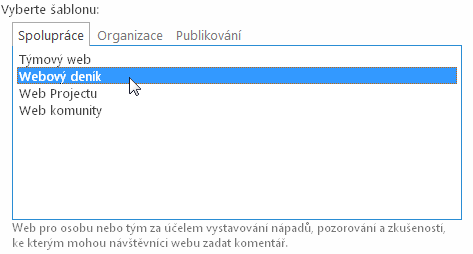 Vyberte šablonu:
Spolupráce Organizace Publikování
Týmový web
Webový deník
Web Projectu
Web komunity
Web pro osobu nebo tým za účelem vystavování nápadů, pozorování a zkušeností,
ke kterým mohou návštěvníci webu zadat komentář.